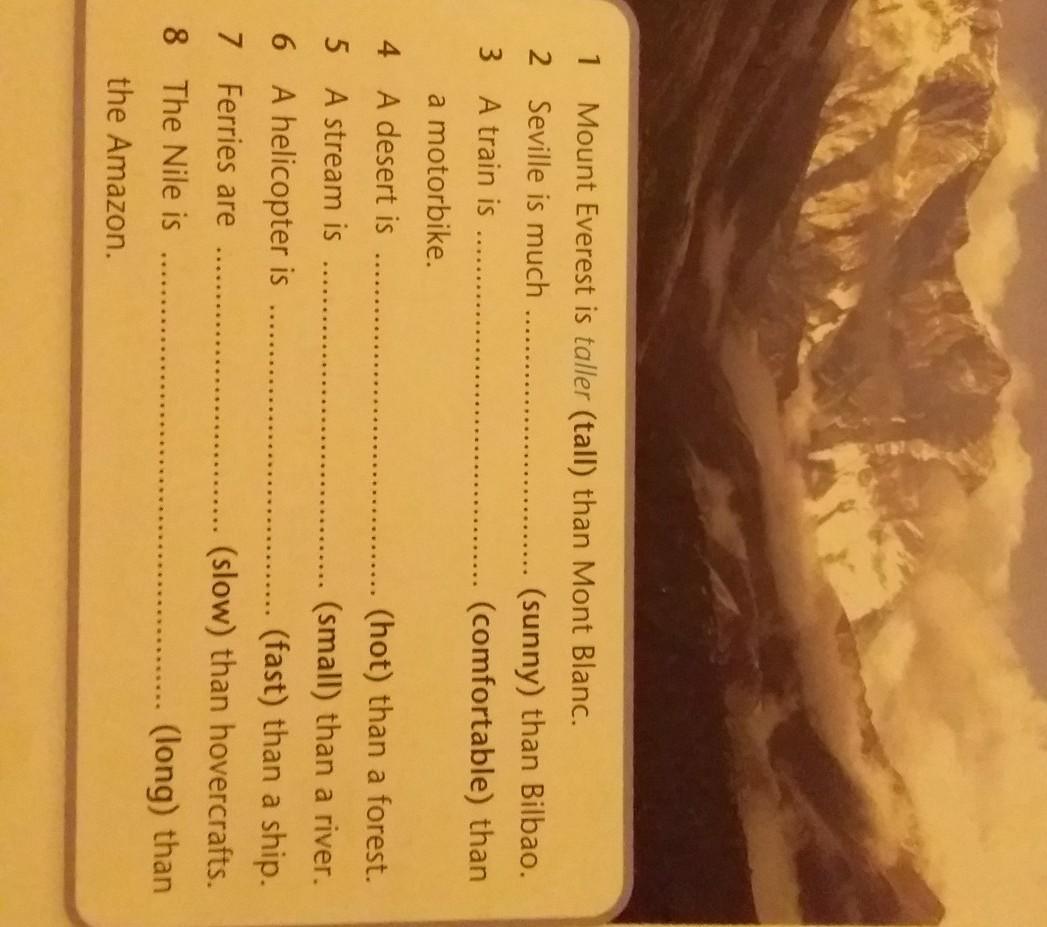 1 Mount Everest is taller (tall) than Mont Blanc.
2 Seville is much ........................................ (sunny) than Bilbao.
3 A train is ........................................ (comfortable) than
a motorbike.
4 A desert is ........................................ (hot) than a forest.
5 A stream is ........................................ (small) than a river.
6 A helicopter is ........................................ (fast) than a ship.
7 Ferries are ........................................ (slow) than hovercrafts.
8 The Nile is ........................................ (long) than
the Amazon.